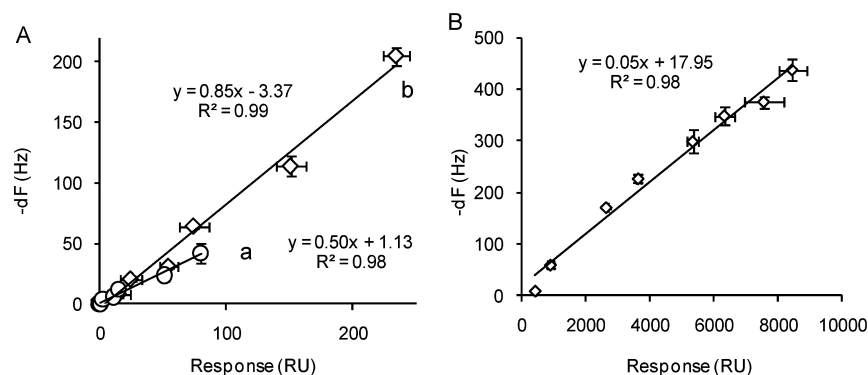 A
200
150
100
50
0
-dF (Hz)
y = 0.85x - 3.37
R² = 0.99
b
a
y = 0.50x + 1.13
R² = 0.98
0 100 200
Response (RU)
B
500
400
300
200
100
0
-dF (Hz)
y = 0.05x + 17.95
R² = 0.98
0 2000 4000 6000 8000 10000
Response (RU)